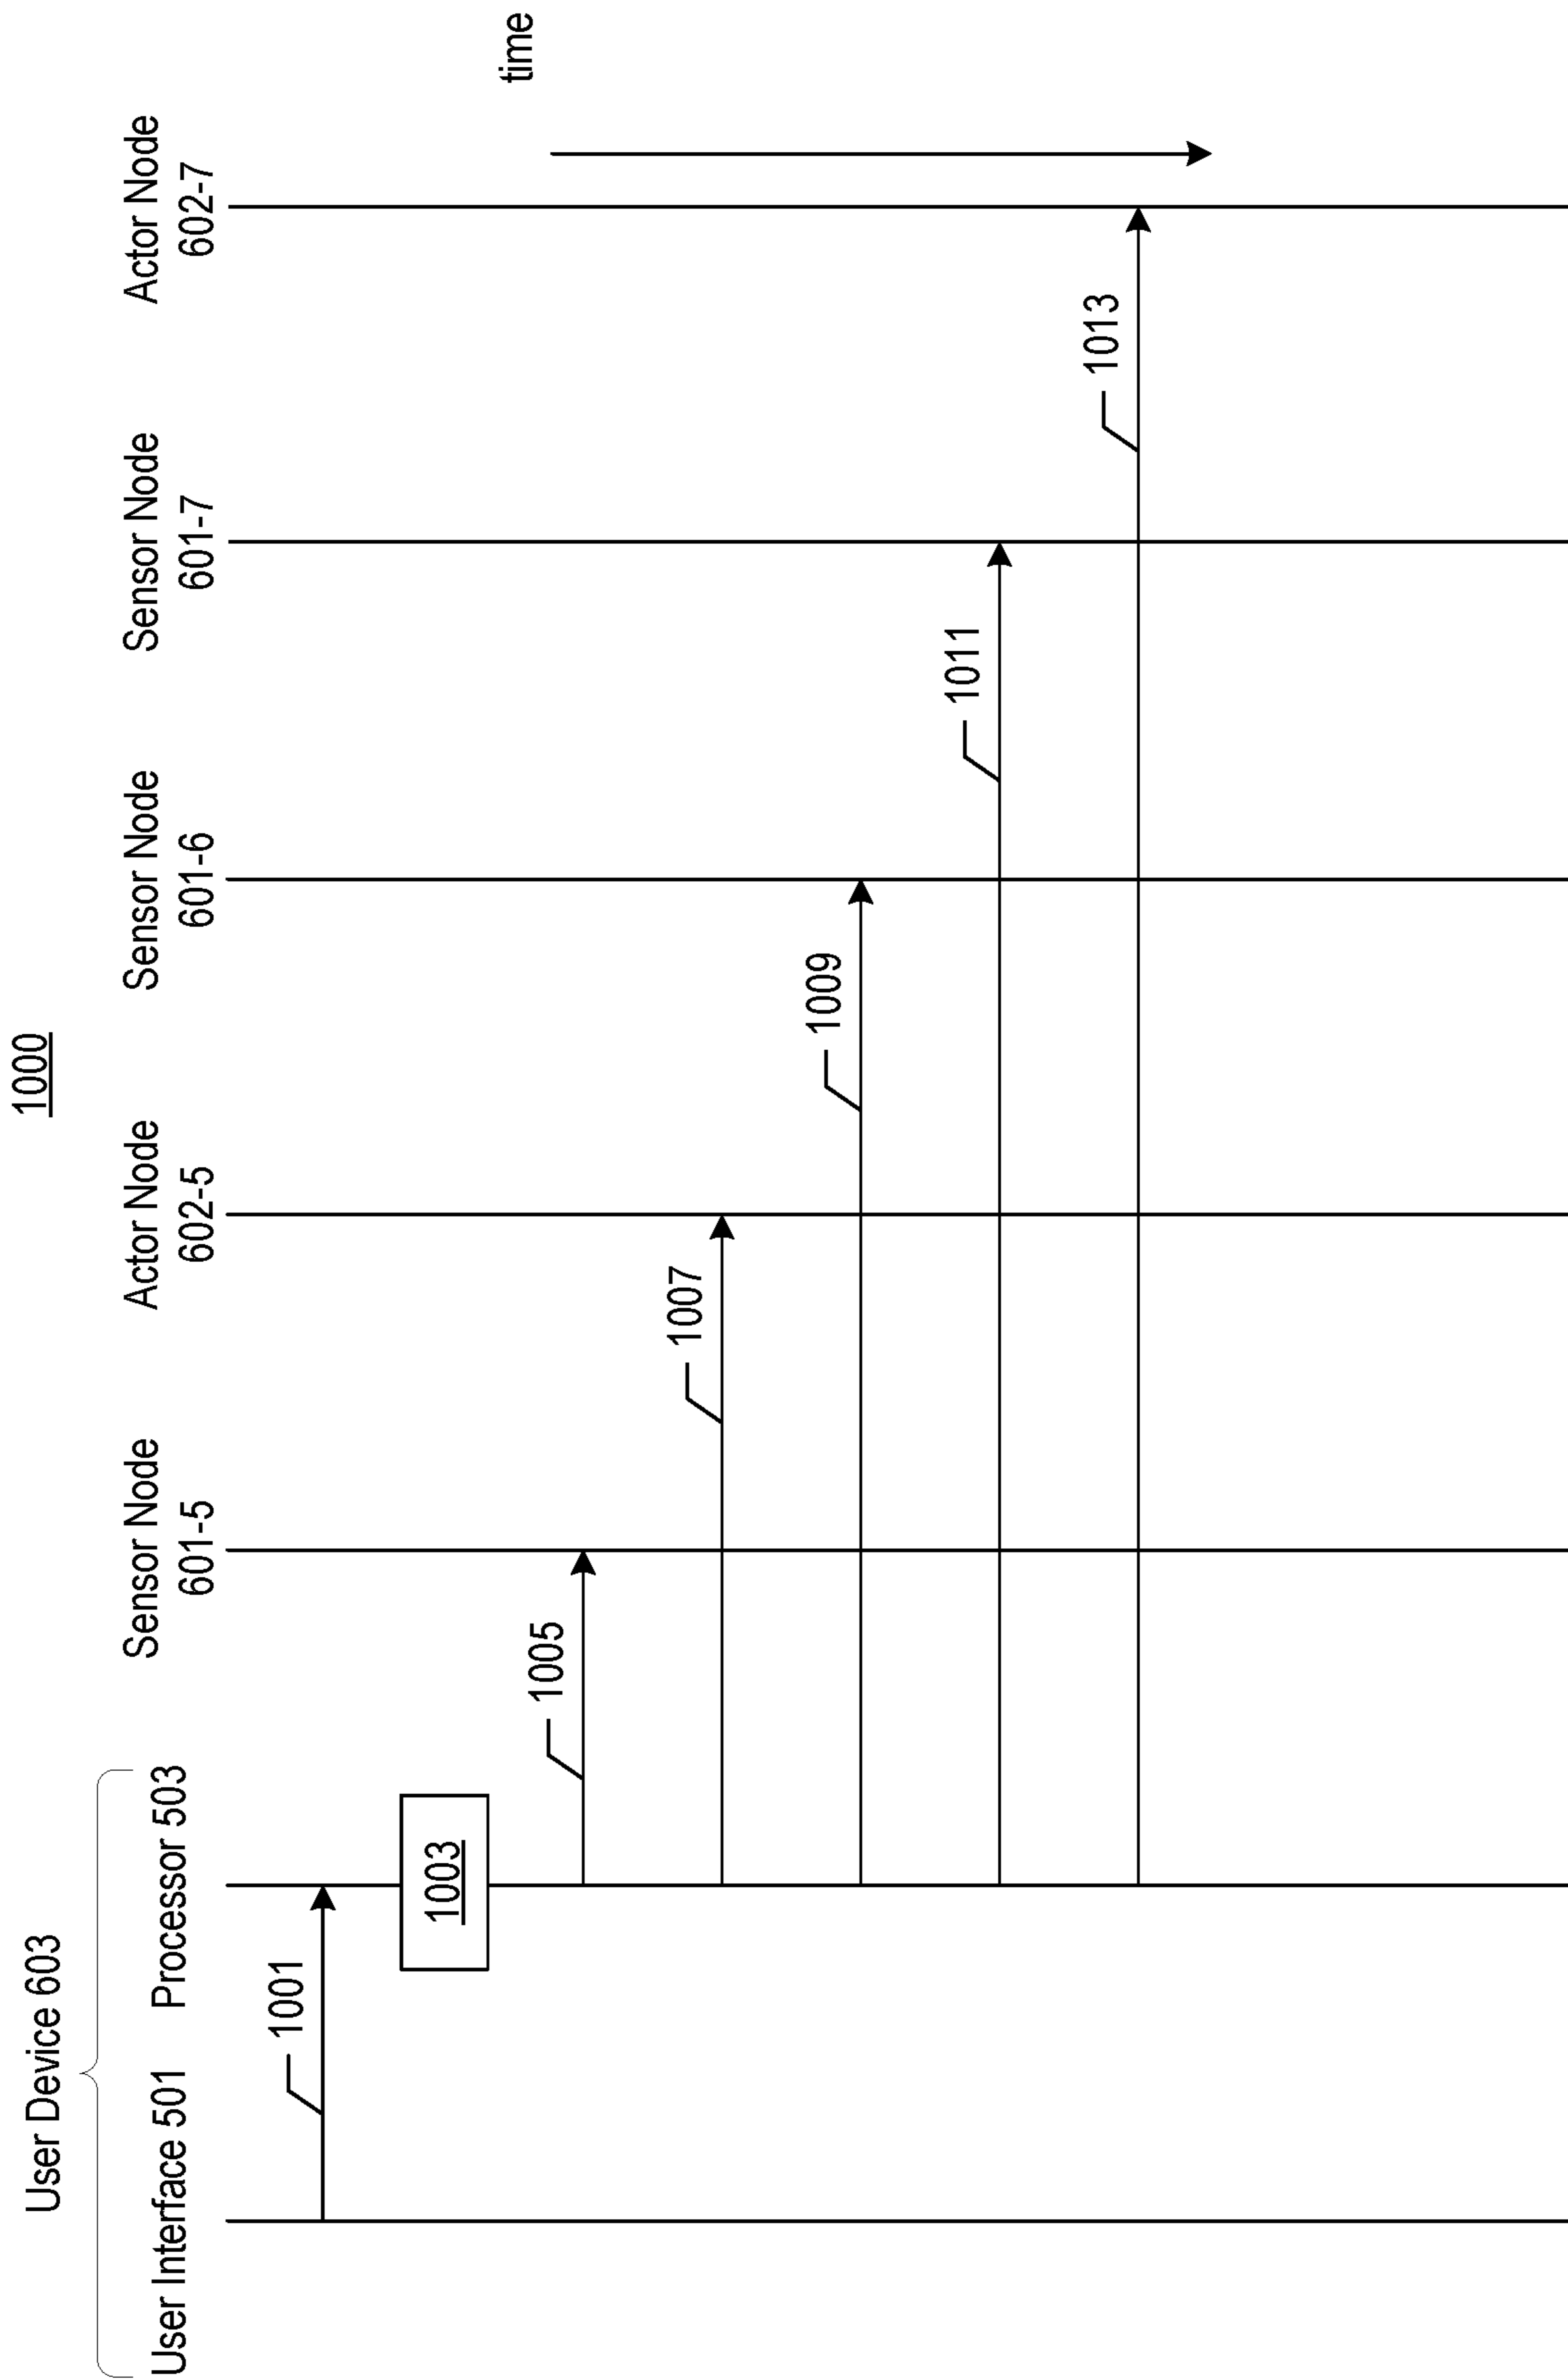 1000
User Device 603
User Interface 501
Processor 503
Sensor Node
601-5
Actor Node
602-5
Sensor Node
601-6
Sensor Node
601-7
Actor Node
602-7
time
1001
1003
1005
1007
1009
1011
1013